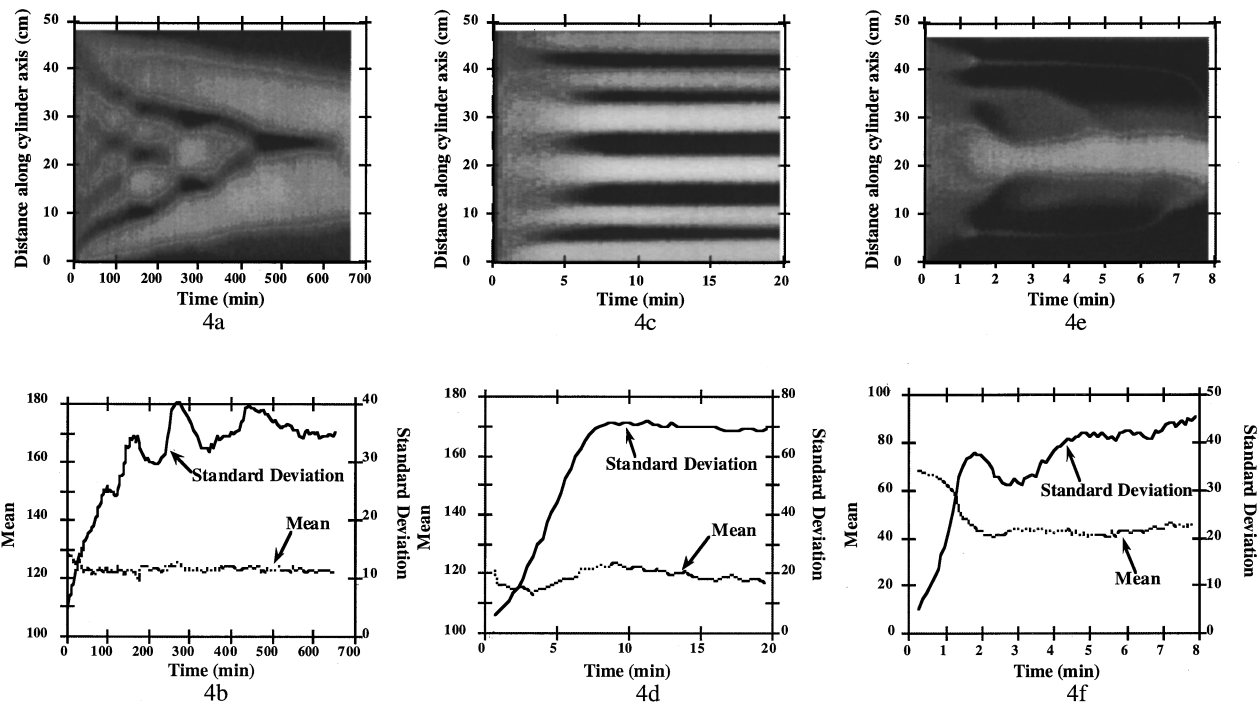 Distance along cylinder axis (cm)
50
40
30
20
10
0
0 100 200 300 400 500 600 700
Time (min)
4a
Distance along cylinder axis (cm)
50
40
30
20
10
0
0 5 10 15 20
Time (min)
4c
Distance along cylinder axis (cm)
50
40
30
20
10
0
0 1 2 3 4 5 6 7 8
Time (min)
4e
Mean
180
160
140
120
100
Standard Deviation
Mean
40
30
20
10
0
Standard Deviation
0 100 200 300 400 500 600 700
Time (min)
4b
Mean
180
160
140
120
100
Standard Deviation
Mean
80
60
40
20
0
Standard Deviation
0 5 10 15 20
Time (min)
4d
Mean
100
80
60
40
20
0
Standard Deviation
Mean
50
40
30
20
10
0
Standard Deviation
0 1 2 3 4 5 6 7 8
Time (min)
4f